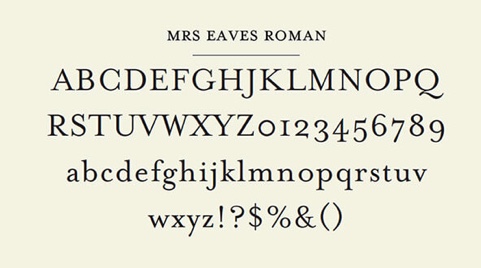 MRS EAVES ROMAN
ABCDEFGHJKLMNOPQ
RSTUVWXYZ0123456789
abcdefghijklmnopqrstuv
wxyz!?$%&()